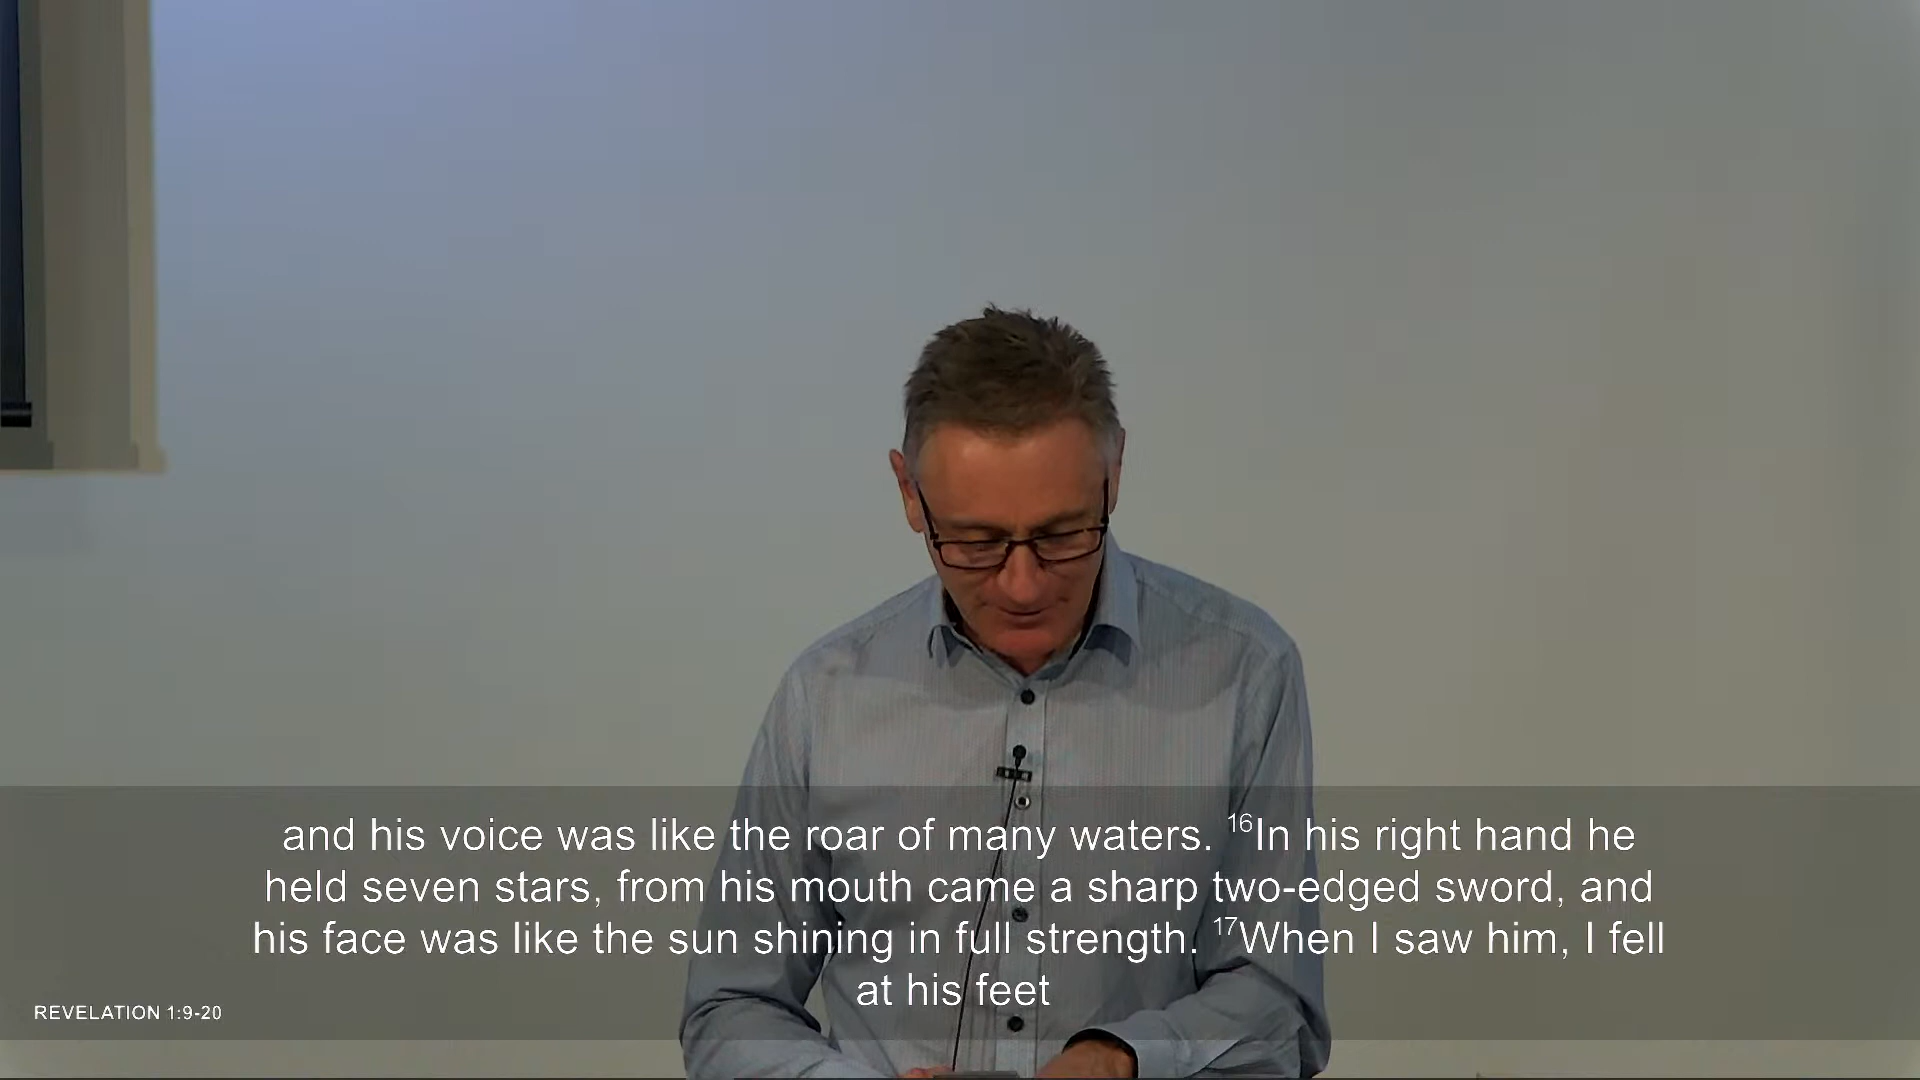 and his voice was like the roar of many waters. ¹⁶In his right hand he
held seven stars, from his mouth came a sharp two-edged sword, and
his face was like the sun shining in full strength. ¹⁷When I saw him, I fell
at his feet
REVELATION 1:9-20